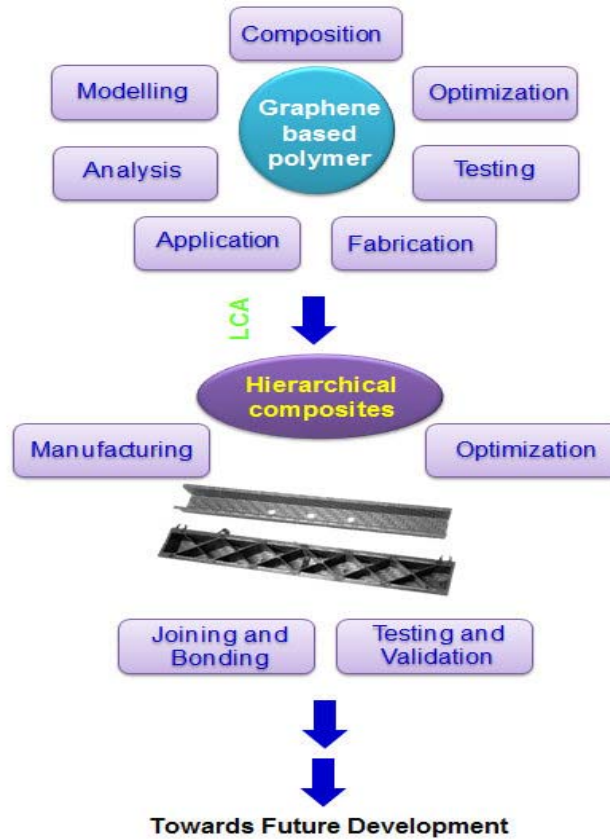 Composition
Modelling
Graphene
based
polymer
Optimization
Analysis
Testing
Application
Fabrication
LCA
Hierarchical
composites
Manufacturing
Optimization
Joining and
Bonding
Testing and
Validation
Towards Future Development